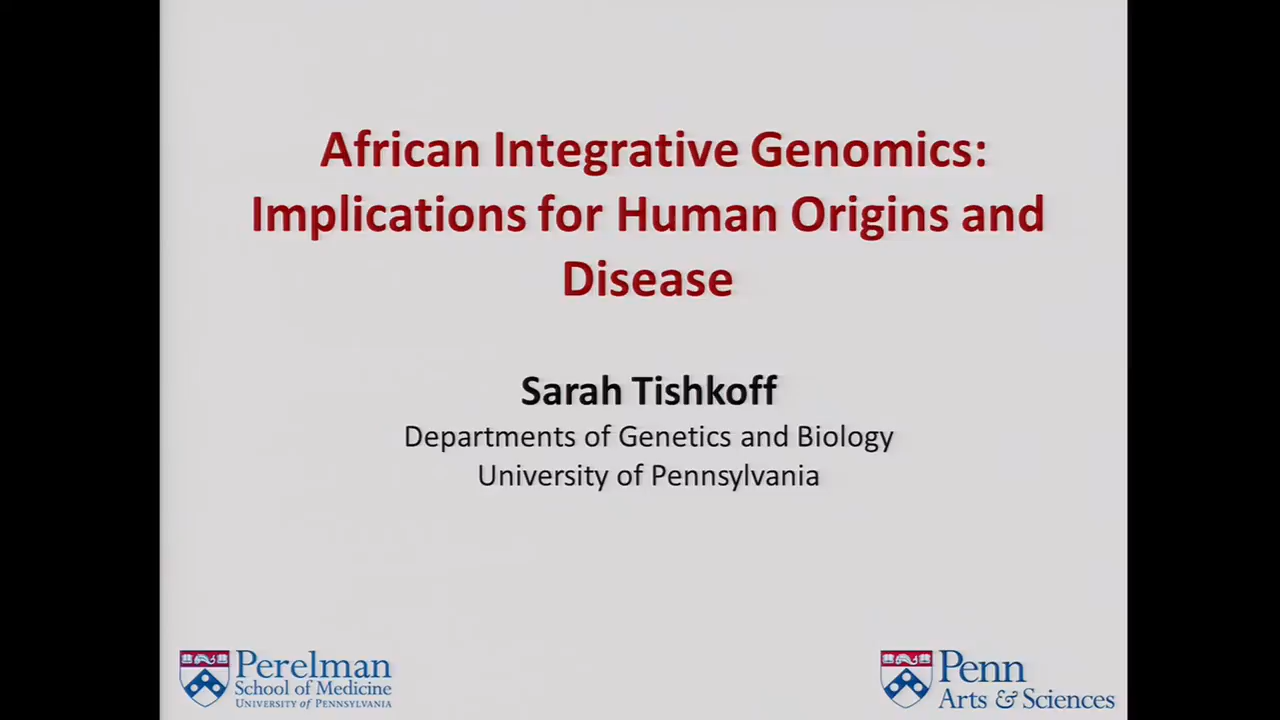 African Integrative Genomics:
Implications for Human Origins and
Disease
Sarah Tishkoff
Departments of Genetics and Biology
University of Pennsylvania
Perelman
School of Medicine
UNIVERSITY OF PENNSYLVANIA
Penn
Arts & Sciences